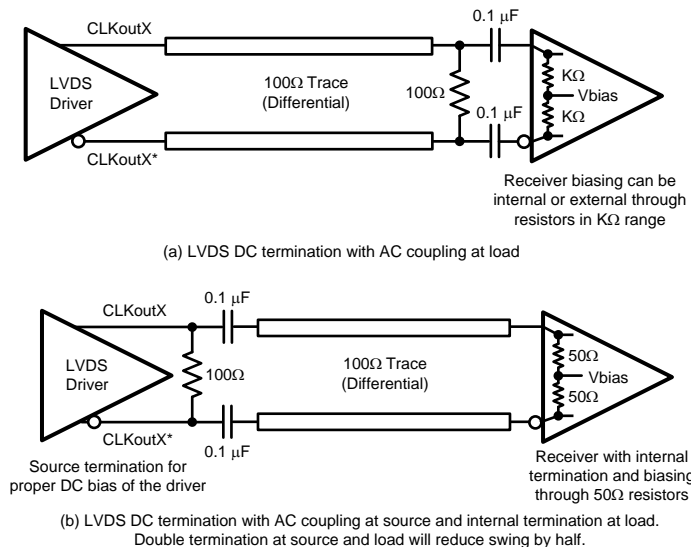 CLKoutX
0.1 µF
LVDS
Driver
100Ω Trace
(Differential)
100Ω
KΩ
Vbias
KΩ
0.1 µF
CLKoutX*
Receiver biasing can be
internal or external through
resistors in KΩ range
(a) LVDS DC termination with AC coupling at load
0.1 µF
CLKoutX
LVDS
Driver
100Ω
100Ω Trace
(Differential)
50Ω
Vbias
50Ω
CLKoutX*
0.1 µF
Source termination for
proper DC bias of the driver
Receiver with internal
termination and biasing
through 50Ω resistors
(b) LVDS DC termination with AC coupling at source and internal termination at load.
Double termination at source and load will reduce swing by half.